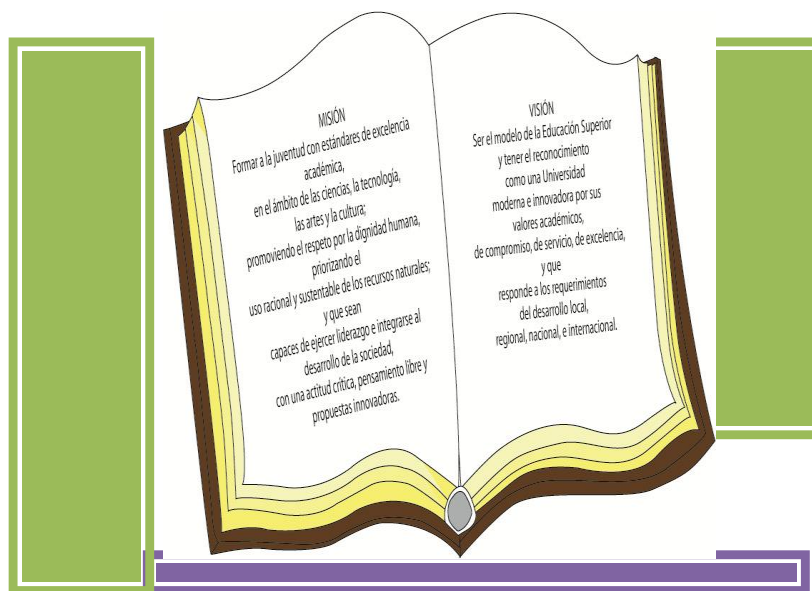 MISIÓN
Formar a la juventud con estándares de excelencia
académica,
en el ámbito de las ciencias, la tecnología,
las artes y la cultura;
promoviendo el respeto por la dignidad humana,
priorizando el
uso racional y sustentable de los recursos naturales;
y que sean
capaces de ejercer liderazgo e integrarse al
desarrollo de la sociedad,
con una actitud crítica, pensamiento libre y
propuestas innovadoras.
VISIÓN
Ser el modelo de la Educación Superior
y tener el reconocimiento
como una Universidad
moderna e innovadora por sus
valores académicos,
de compromiso, de servicio, de excelencia,
y que
responde a los requerimientos
del desarrollo local,
regional, nacional, e internacional.